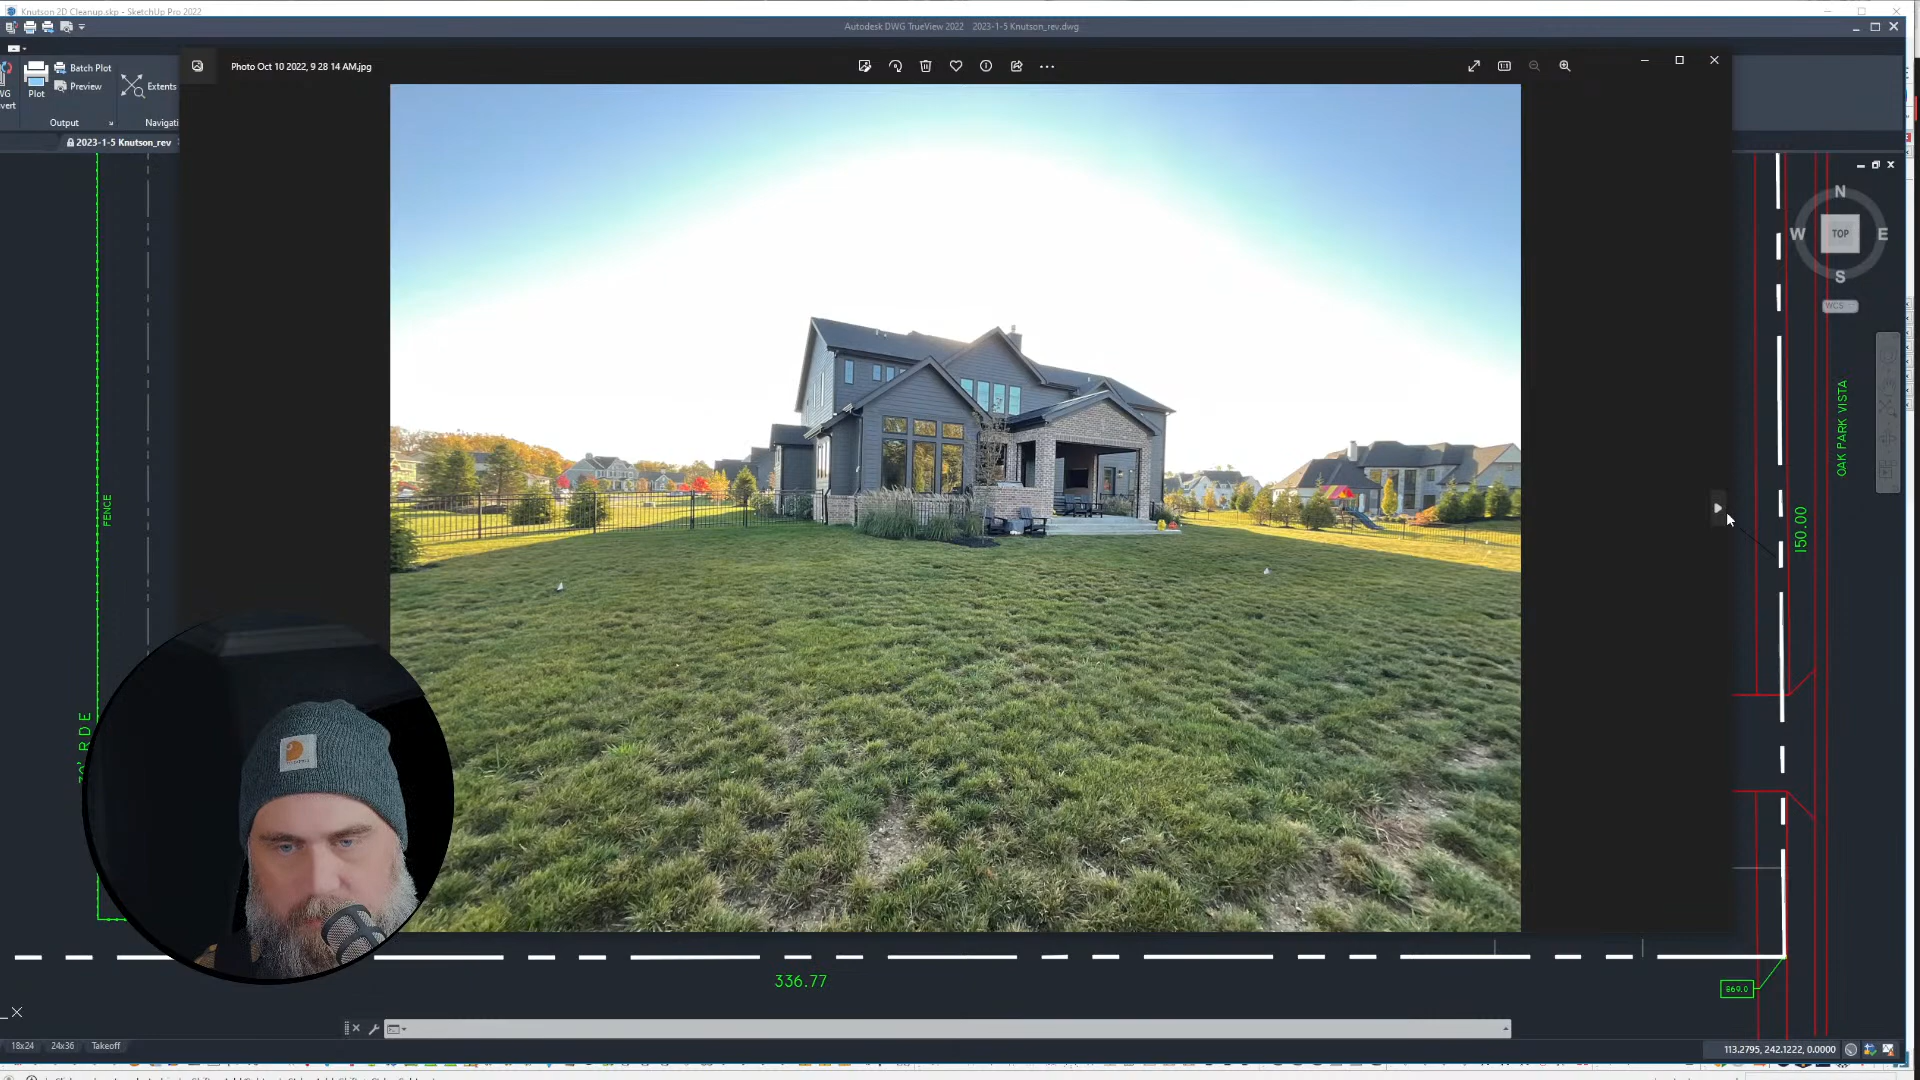 Knutson 2D Cleanup.skp - SketchUp Pro 2022
Autodesk DWG TrueView 2022 2023-1-5 Knutson_rev.dwg
Photo Oct 10 2022, 9 28 14 AM.jpg
Batch Plot
Plot
Preview
Extents
Output
Navigati
2023-1-5 Knutson_rev
N
W
TOP
E
S
WCS
OAK PARK VISTA
FENCE
150.00
336.77
869.0
18x24
24x36
Takeoff
113.2795, 242.1222, 0.0000